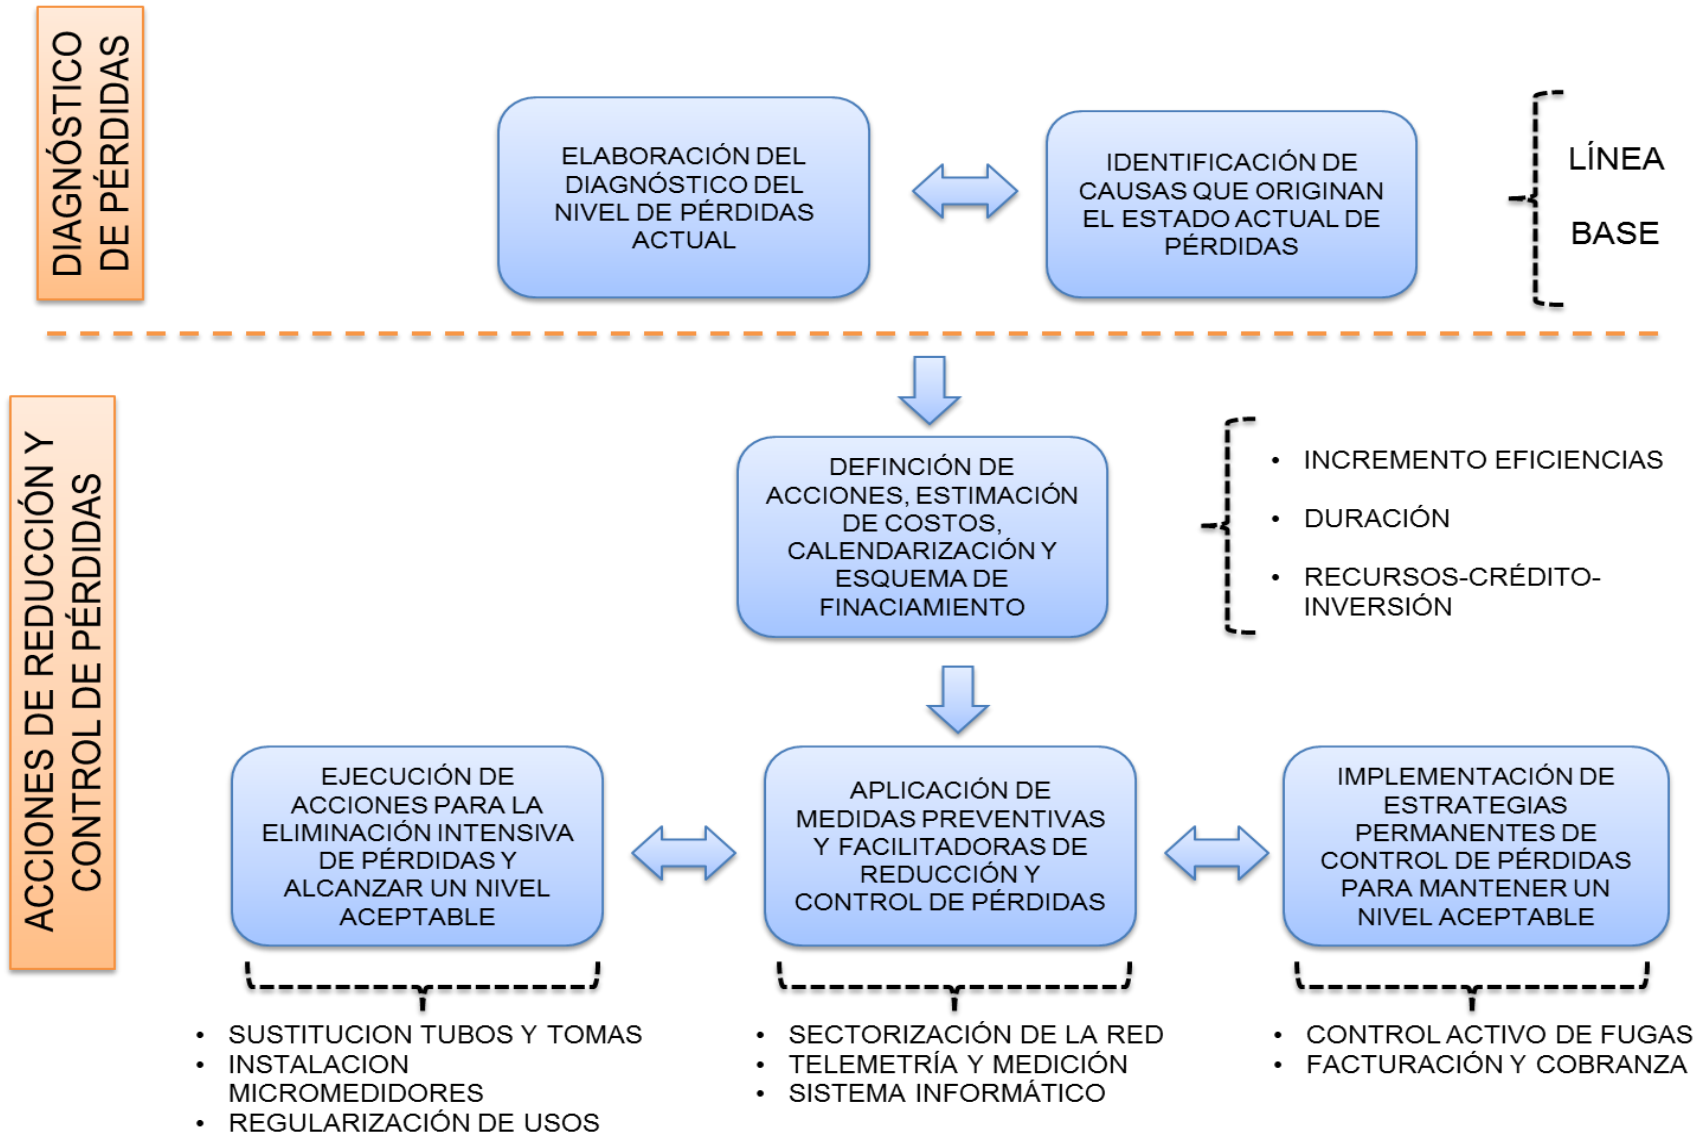 DIAGNÓSTICO
DE PÉRDIDAS
ELABORACIÓN DEL
DIAGNÓSTICO DEL
NIVEL DE PÉRDIDAS
ACTUAL
IDENTIFICACIÓN DE
CAUSAS QUE ORIGINAN
EL ESTADO ACTUAL DE
PÉRDIDAS
LÍNEA
BASE
ACCIONES DE REDUCCIÓN Y
CONTROL DE PÉRDIDAS
DEFINCIÓN DE
ACCIONES, ESTIMACIÓN
DE COSTOS,
CALENDARIZACIÓN Y
ESQUEMA DE
FINACIAMIENTO
• INCREMENTO EFICIENCIAS
• DURACIÓN
• RECURSOS-CRÉDITO-
INVERSIÓN
EJECUCIÓN DE
ACCIONES PARA LA
ELIMINACIÓN INTENSIVA
DE PÉRDIDAS Y
ALCANZAR UN NIVEL
ACEPTABLE
APLICACIÓN DE
MEDIDAS PREVENTIVAS
Y FACILITADORAS DE
REDUCCIÓN Y
CONTROL DE PÉRDIDAS
IMPLEMENTACIÓN DE
ESTRATEGIAS
PERMANENTES DE
CONTROL DE PÉRDIDAS
PARA MANTENER UN
NIVEL ACEPTABLE
• SUSTITUCION TUBOS Y TOMAS
• INSTALACION
MICROMEDIDORES
• REGULARIZACIÓN DE USOS
• SECTORIZACIÓN DE LA RED
• TELEMETRÍA Y MEDICIÓN
• SISTEMA INFORMÁTICO
• CONTROL ACTIVO DE FUGAS
• FACTURACIÓN Y COBRANZA